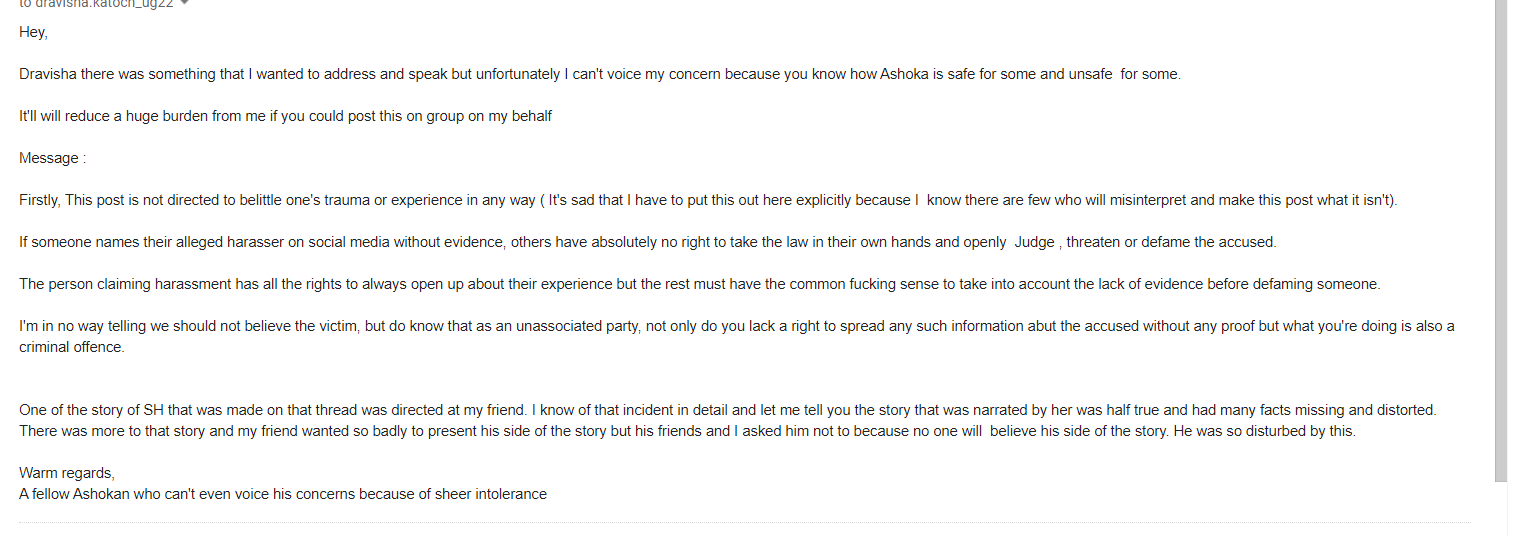 to dravisha.katoch_ug22
Hey,
Dravisha there was something that I wanted to address and speak but unfortunately I can't voice my concern because you know how Ashoka is safe for some and unsafe for some.
It'll will reduce a huge burden from me if you could post this on group on my behalf
Message :
Firstly, This post is not directed to belittle one's trauma or experience in any way ( It's sad that I have to put this out here explicitly because I know there are few who will misinterpret and make this post what it isn't).
If someone names their alleged harasser on social media without evidence, others have absolutely no right to take the law in their own hands and openly Judge , threaten or defame the accused.
The person claiming harassment has all the rights to always open up about their experience but the rest must have the common fucking sense to take into account the lack of evidence before defaming someone.
I'm in no way telling we should not believe the victim, but do know that as an unassociated party, not only do you lack a right to spread any such information abut the accused without any proof but what you're doing is also a
criminal offence.
One of the story of SH that was made on that thread was directed at my friend. I know of that incident in detail and let me tell you the story that was narrated by her was half true and had many facts missing and distorted.
There was more to that story and my friend wanted so badly to present his side of the story but his friends and I asked him not to because no one will believe his side of the story. He was so disturbed by this.
Warm regards,
A fellow Ashokan who can't even voice his concerns because of sheer intolerance